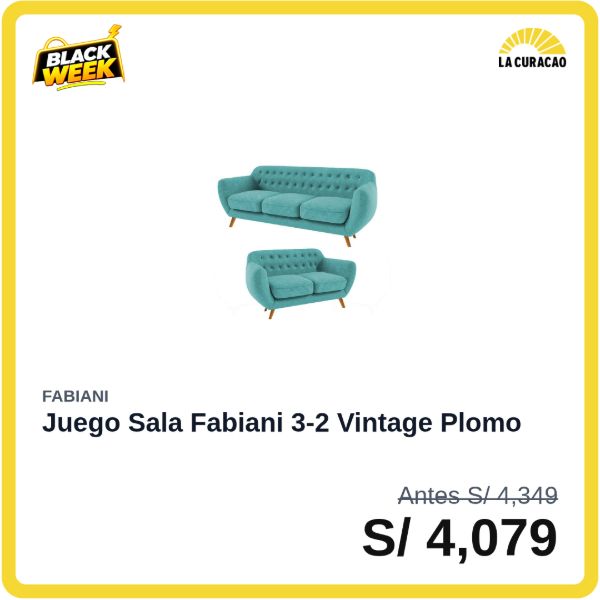 BLACK
WEEK
LA CURACAO
FABIANI
Juego Sala Fabiani 3-2 Vintage Plomo
Antes S/ 4,349
S/ 4,079